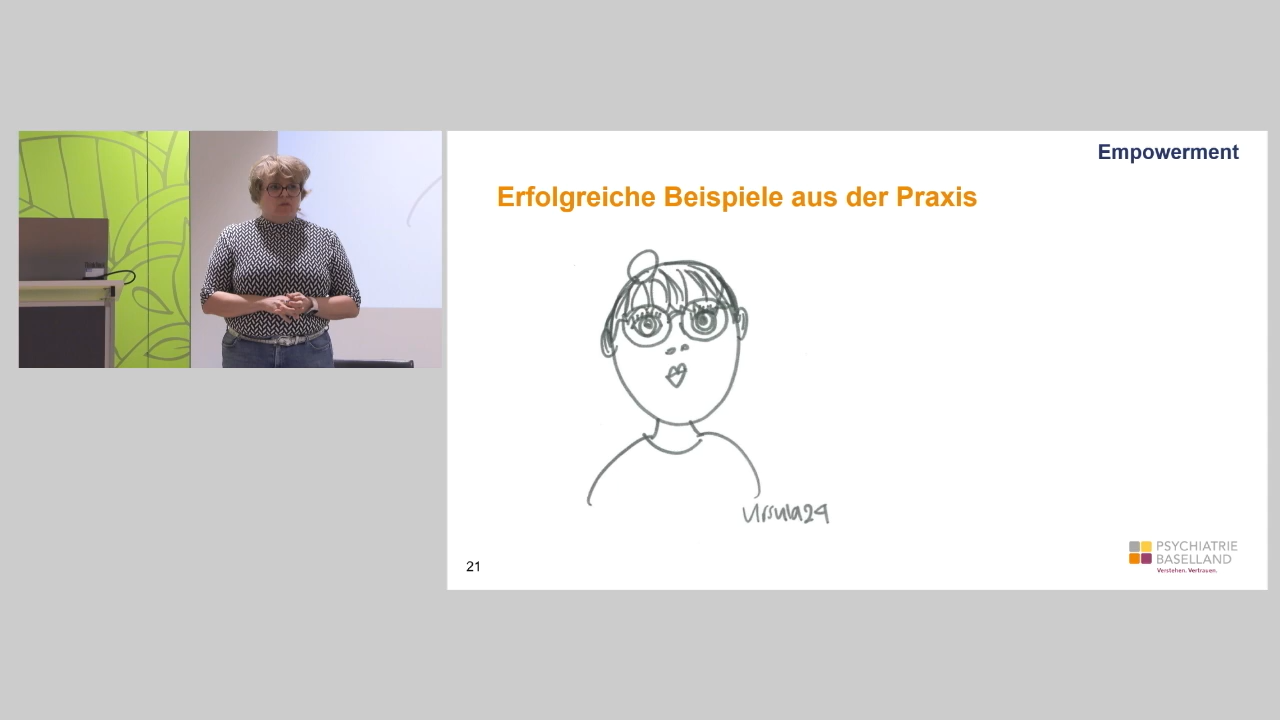 Empowerment
Erfolgreiche Beispiele aus der Praxis
Ursula24
21
PSYCHIATRIE
BASELLAND
Verstehen. Vertrauen.